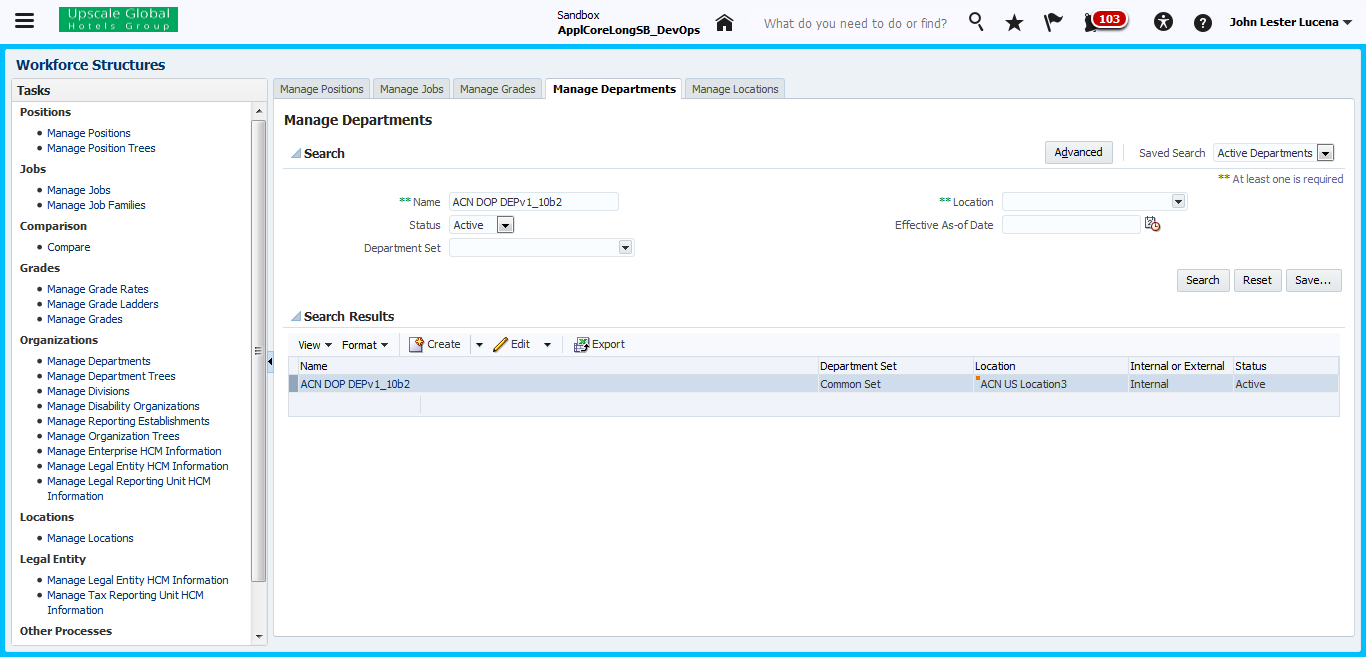 Upscale Global
Hotels Group
Sandbox
ApplCoreLongSB_DevOps
What do you need to do or find?
103
?
John Lester Lucena
Workforce Structures
Tasks
Positions
Manage Positions
Manage Position Trees
Jobs
Manage Jobs
Manage Job Families
Comparison
Compare
Grades
Manage Grade Rates
Manage Grade Ladders
Manage Grades
Organizations
Manage Departments
Manage Department Trees
Manage Divisions
Manage Disability Organizations
Manage Reporting Establishments
Manage Organization Trees
Manage Enterprise HCM Information
Manage Legal Entity HCM Information
Manage Legal Reporting Unit HCM
Information
Locations
Manage Locations
Legal Entity
Manage Legal Entity HCM Information
Manage Tax Reporting Unit HCM
Information
Other Processes
Manage Positions Manage Jobs Manage Grades Manage Departments Manage Locations
Manage Departments
Search Advanced Saved Search Active Departments
** At least one is required
** Name ACN DOP DEPv1_10b2 ** Location
Status Active Effective As-of Date
Department Set
Search Reset Save...
Search Results
View Format Create Edit Export
Name Department Set Location Internal or External Status
ACN DOP DEPv1_10b2 Common Set ACN US Location3 Internal Active